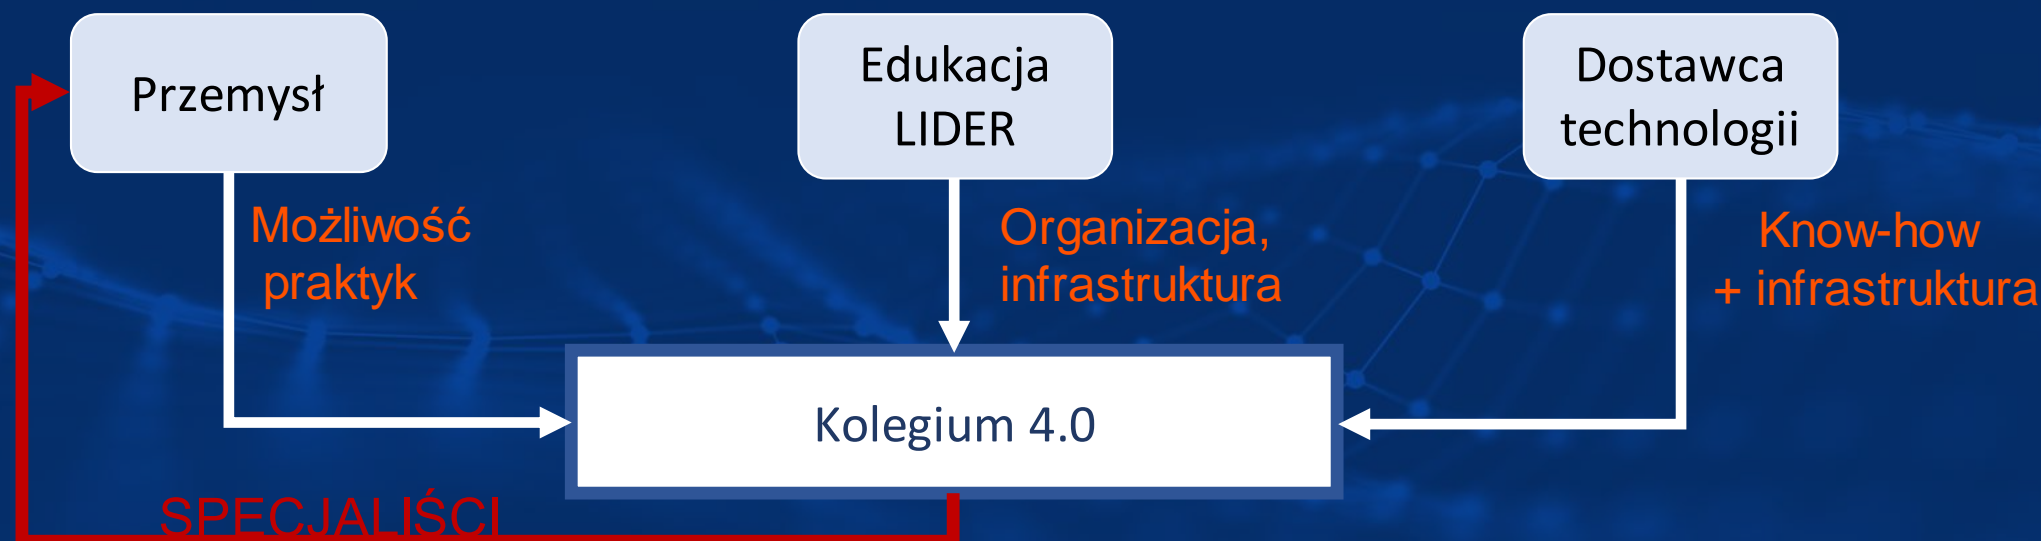 Przemysł
Edukacja
LIDER
Dostawca
technologii
Możliwość
praktyk
Organizacja,
infrastruktura
Know-how
+ infrastruktura
Kolegium 4.0
SPECJALIŚCI